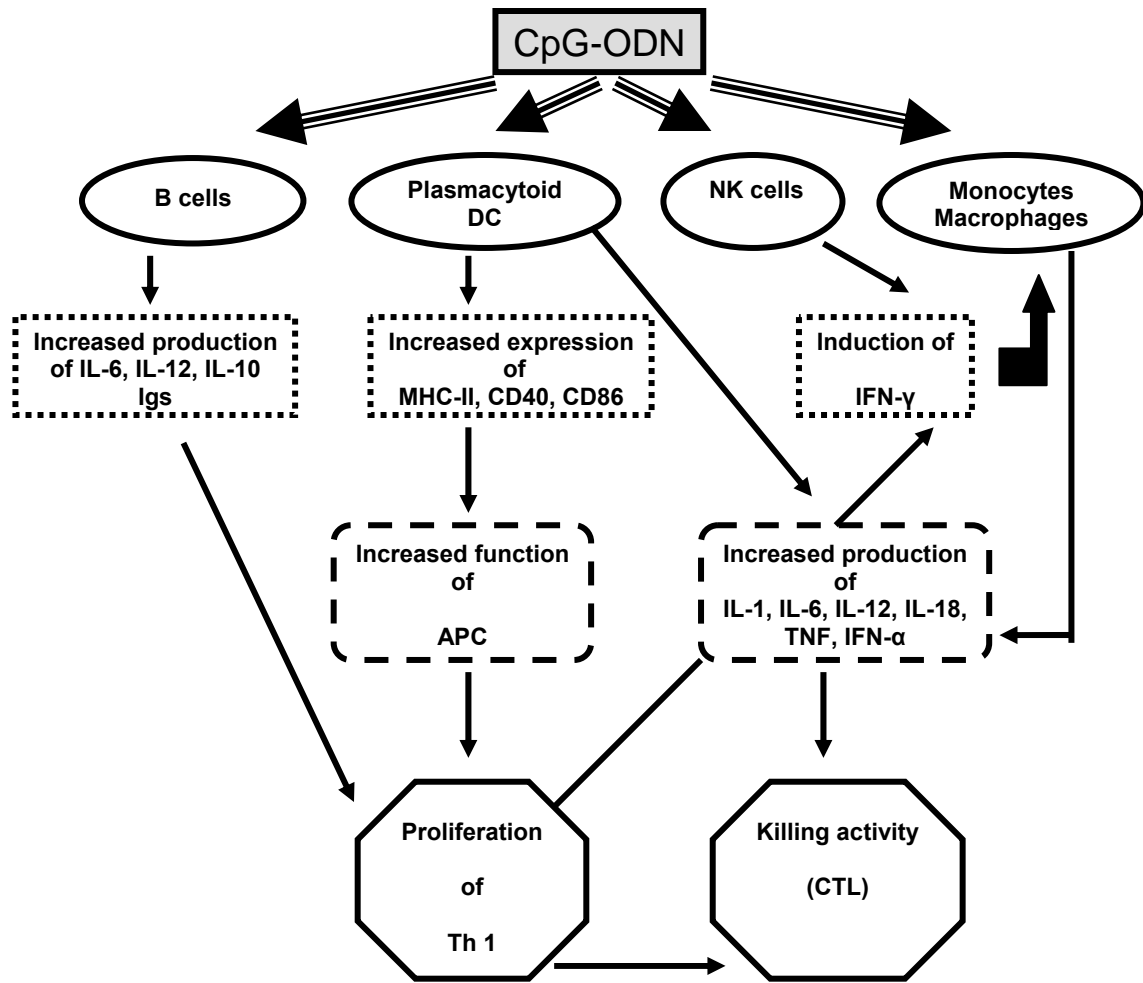 CpG-ODN
B cells
Plasmacytoid
DC
NK cells
Monocytes
Macrophages
Increased production
of IL-6, IL-12, IL-10
Igs
Increased expression
of
MHC-II, CD40, CD86
Induction of
IFN-γ
Increased function
of
APC
Increased production
of
IL-1, IL-6, IL-12, IL-18,
TNF, IFN-α
Proliferation
of
Th 1
Killing activity
(CTL)